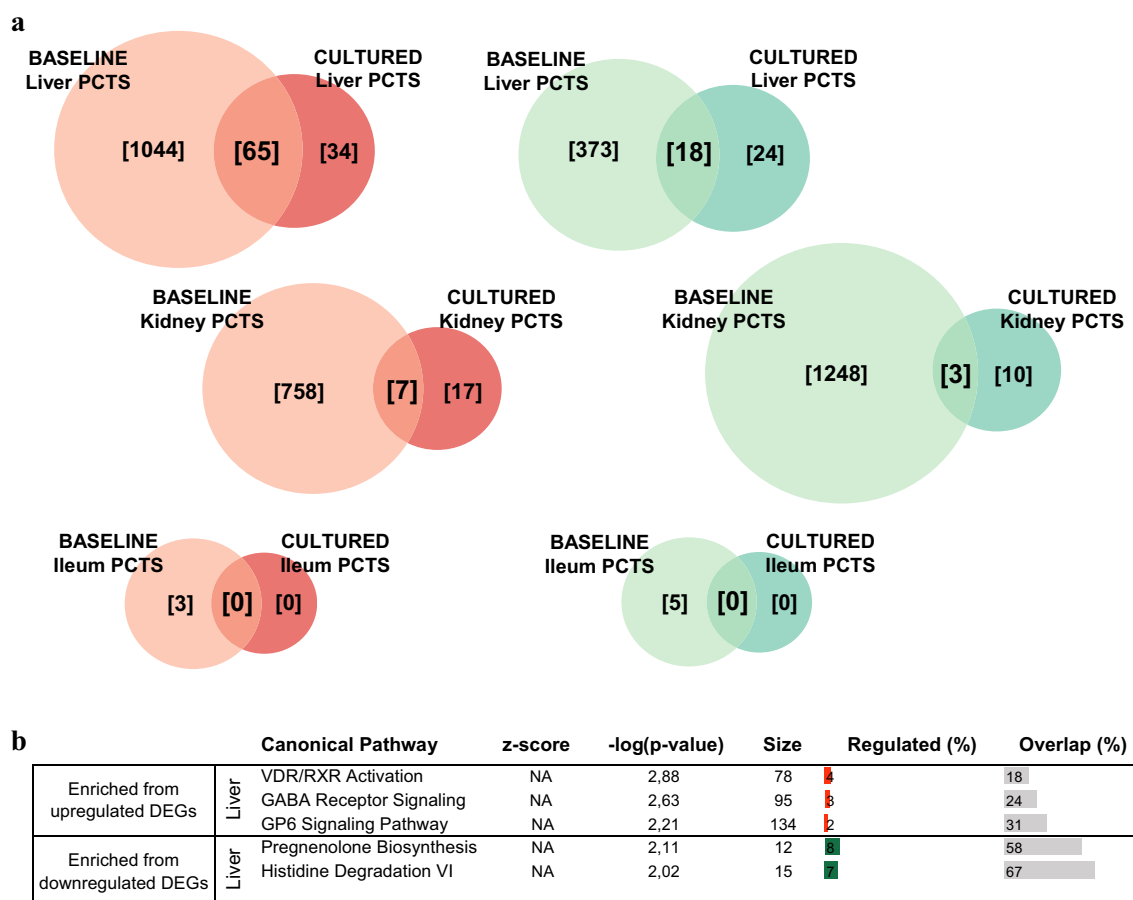 a
BASELINE
Liver PCTS
CULTURED
Liver PCTS
[1044]
[65]
[34]
BASELINE
Liver PCTS
CULTURED
Liver PCTS
[373]
[18]
[24]
BASELINE
Kidney PCTS
CULTURED
Kidney PCTS
[758]
[7]
[17]
BASELINE
Kidney PCTS
CULTURED
Kidney PCTS
[1248]
[3]
[10]
BASELINE
Ileum PCTS
CULTURED
Ileum PCTS
[3]
[0]
[0]
BASELINE
Ileum PCTS
CULTURED
Ileum PCTS
[5]
[0]
[0]
b
Canonical Pathway z-score -log(p-value) Size Regulated (%) Overlap (%)
Enriched from
upregulated DEGs
Liver
VDR/RXR Activation NA 2,88 78 4 18
GABA Receptor Signaling NA 2,63 95 3 24
GP6 Signaling Pathway NA 2,21 134 2 31
Enriched from
downregulated DEGs
Liver
Pregnenolone Biosynthesis NA 2,11 12 8 58
Histidine Degradation VI NA 2,02 15 7 67